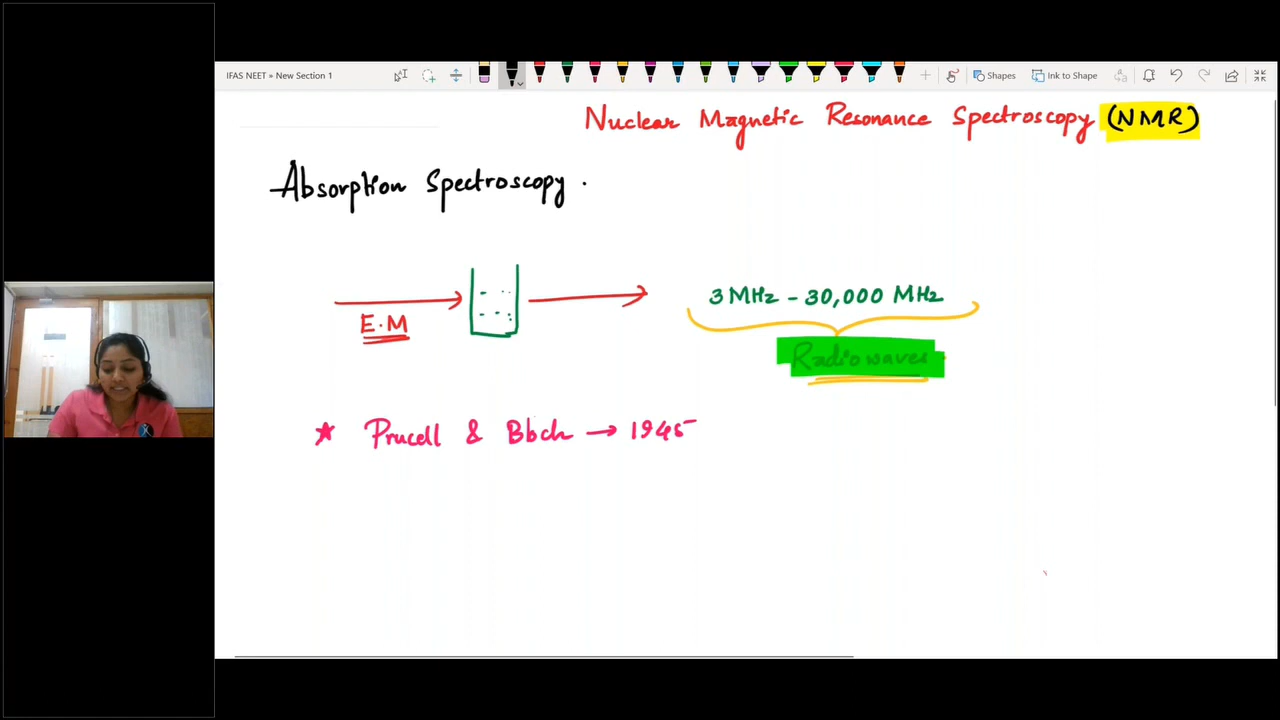 IFAS NEET » New Section 1
Shapes
Ink to Shape
Nuclear Magnetic Resonance Spectroscopy (NMR)
Absorption Spectroscopy.
E.M
3 MHz - 30,000 MHz
Radiowaves
* Prucell & Bloch → 1945